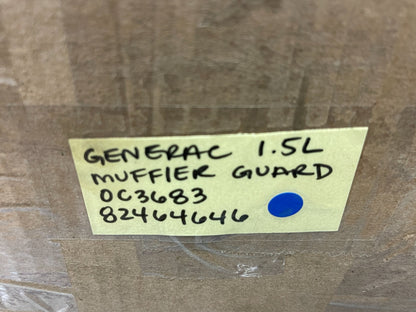 GENERAC 1.5L
MUFFIER GUARD
0C3683
82464646